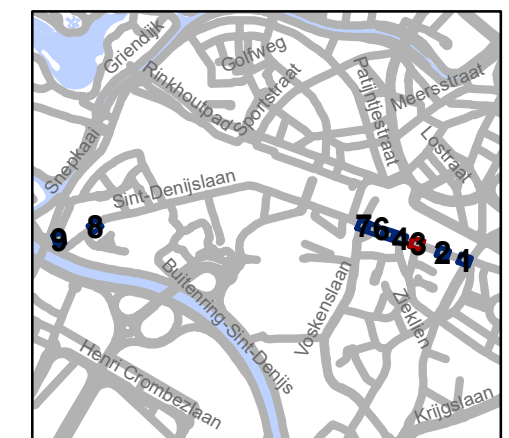 Griendijk
Golfweg
Rinkhoutpad
Sportstraat
Patijntjestraat
Meersstraat
Lostraat
Snepkaai
Sint-Denijslaan
9
8
7
6
4
3
2
1
Buitenring-Sint-Denijs
Voskenslaan
Zieklien
Henri Crombezlaan
Krijgslaan